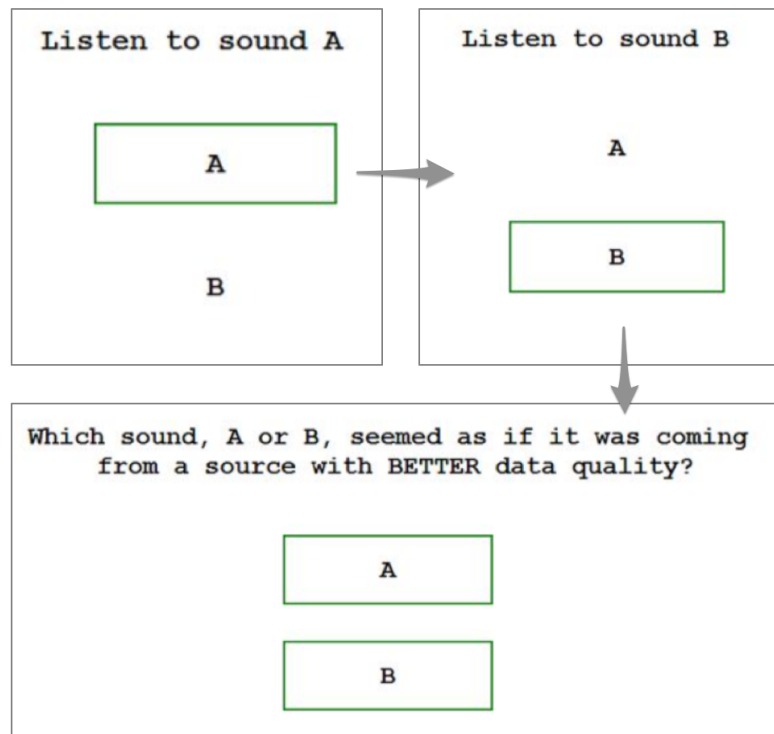 Listen to sound A
A
B
Listen to sound B
A
B
Which sound, A or B, seemed as if it was coming
from a source with BETTER data quality?
A
B